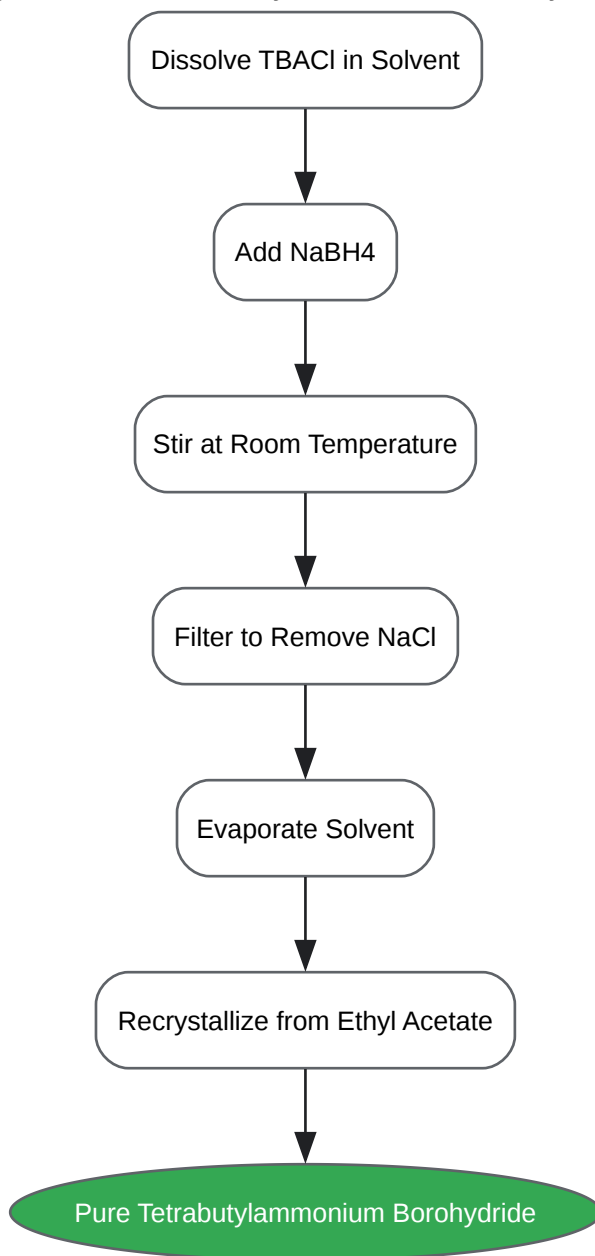 Dissolve TBACl in Solvent
Add NaBH4
Stir at Room Temperature
Filter to Remove NaCl
Evaporate Solvent
Recrystallize from Ethyl Acetate
Pure Tetrabutylammonium Borohydride